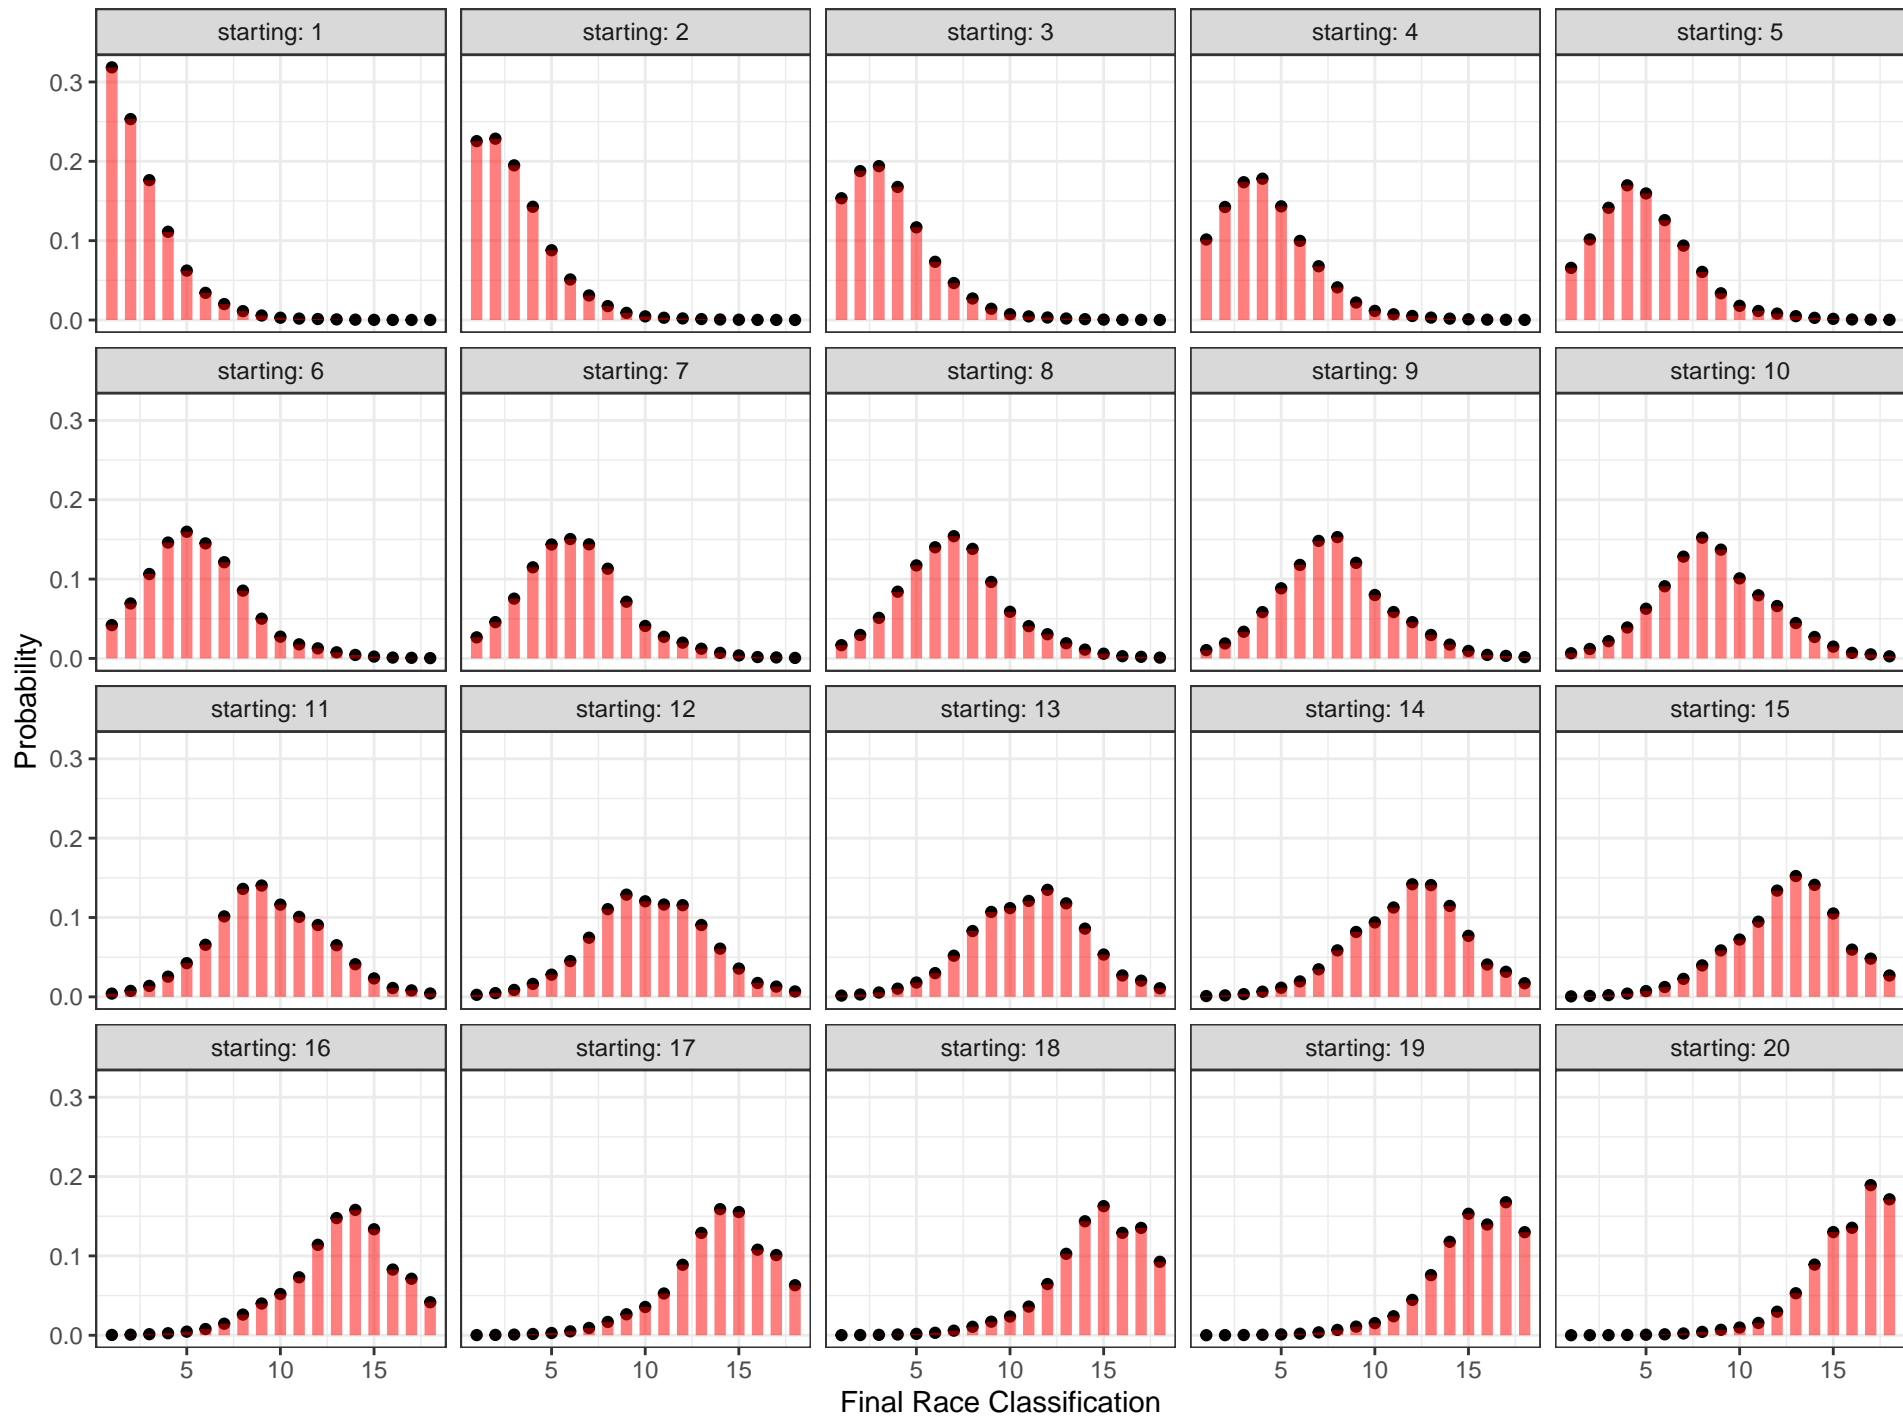 starting: 1
starting: 2
starting: 3
starting: 4
starting: 5
0.3
0.2
0.1
0.0
starting: 6
starting: 7
starting: 8
starting: 9
starting: 10
0.3
0.2
0.1
0.0
starting: 11
starting: 12
starting: 13
starting: 14
starting: 15
0.3
0.2
0.1
0.0
starting: 16
starting: 17
starting: 18
starting: 19
starting: 20
0.3
0.2
0.1
0.0
5 10 15
5 10 15
5 10 15
5 10 15
5 10 15
Final Race Classification
Probability